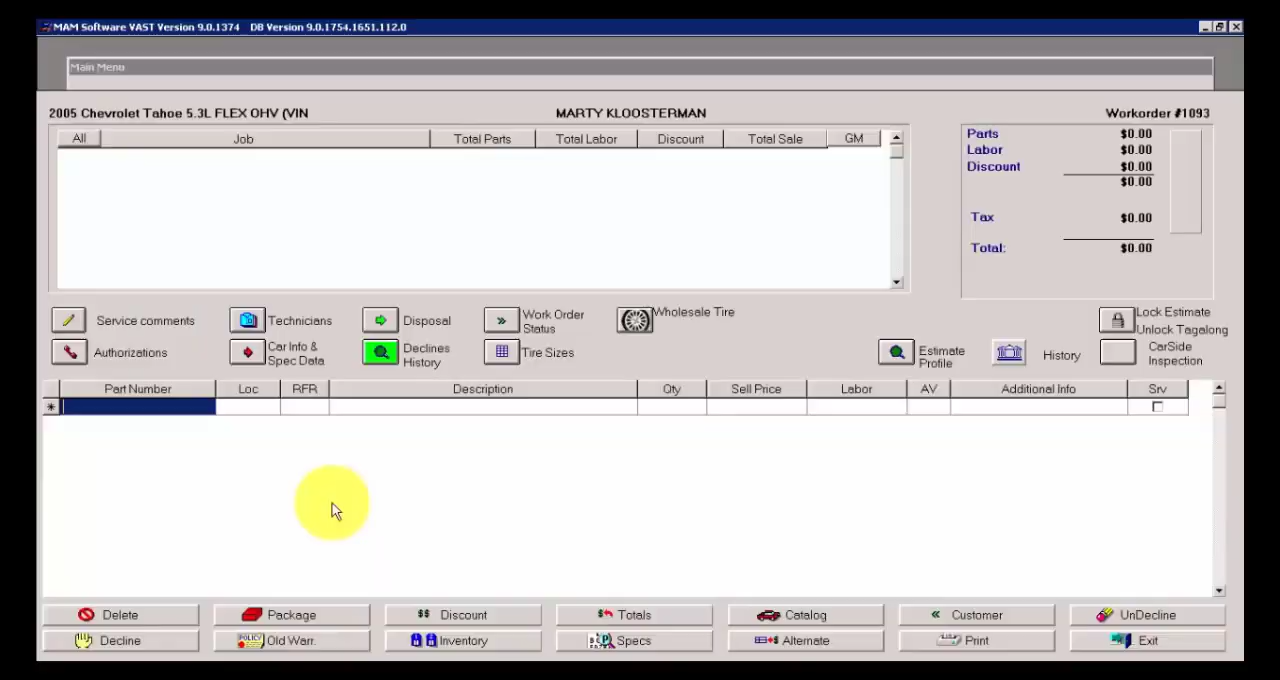 MAM Software VAST Version 9.0.1374 DB Version 9.0.1754.1651.112.0
Main Menu
2005 Chevrolet Tahoe 5.3L FLEX OHV (VIN MARTY KLOOSTERMAN Workorder #1093
All Job Total Parts Total Labor Discount Total Sale GM
Parts $0.00
Labor $0.00
Discount $0.00
$0.00
Tax $0.00
Total: $0.00
Service comments Technicians Disposal Work Order Status Wholesale Tire Lock Estimate
Unlock Tagalong
Authorizations Car Info & Spec Data Declines History Tire Sizes Estimate Profile History CarSide Inspection
Part Number Loc RFR Description Qty Sell Price Labor AV Additional Info Srv
Delete Package $$ Discount Totals Catalog Customer UnDecline
Decline Old Warr. Inventory Specs Alternate Print Exit